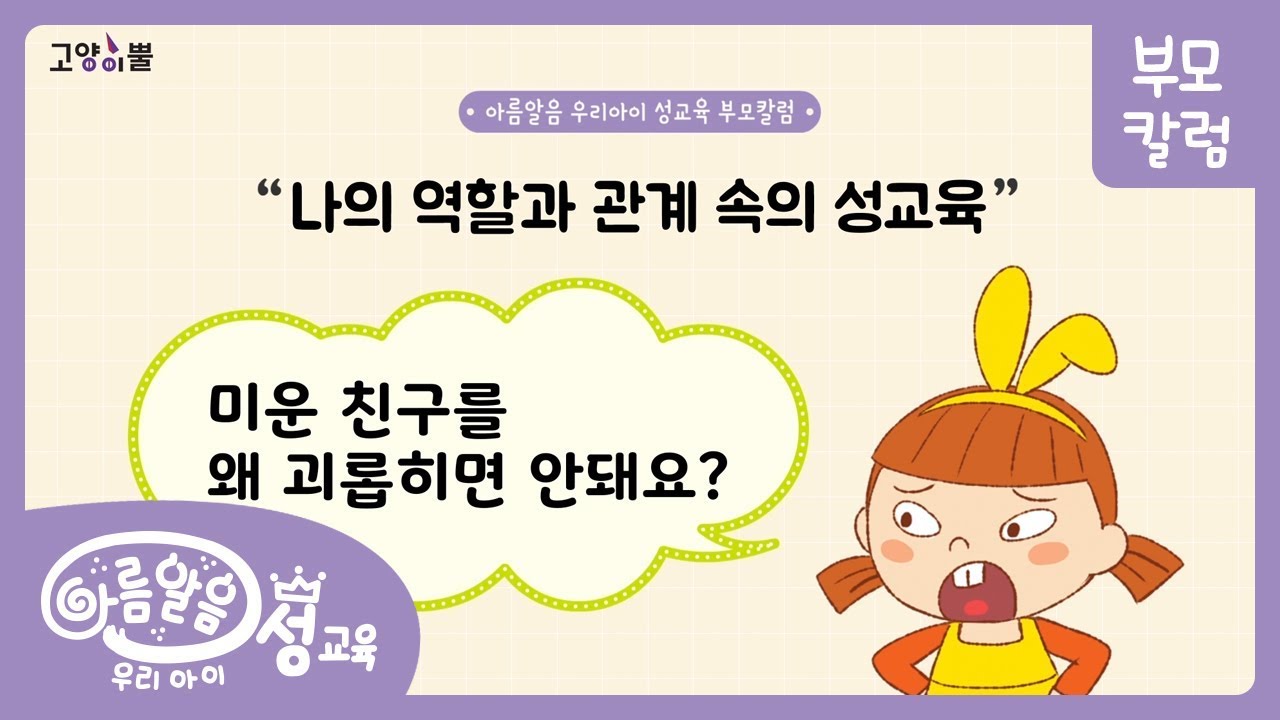 고양이뿔
부모
칼럼
• 아름알음 우리아이 성교육 부모칼럼 •
“나의 역할과 관계 속의 성교육”
미운 친구를
왜 괴롭히면 안돼요?
아름알음
성교육
우리 아이